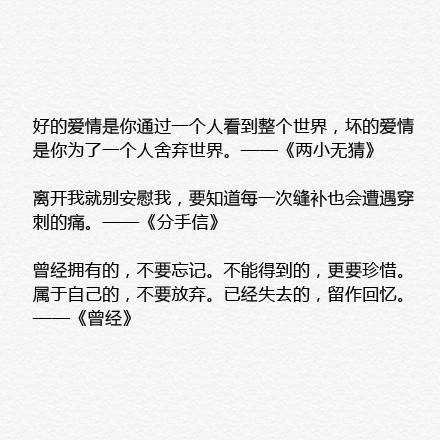 好的爱情是你通过一个人看到整个世界，坏的爱情
是你为了一个人舍弃世界。——《两小无猜》
离开我就别安慰我，要知道每一次缝补也会遭遇穿
刺的痛。——《分手信》
曾经拥有的，不要忘记。不能得到的，更要珍惜。
属于自己的，不要放弃。已经失去的，留作回忆。
——《曾经》